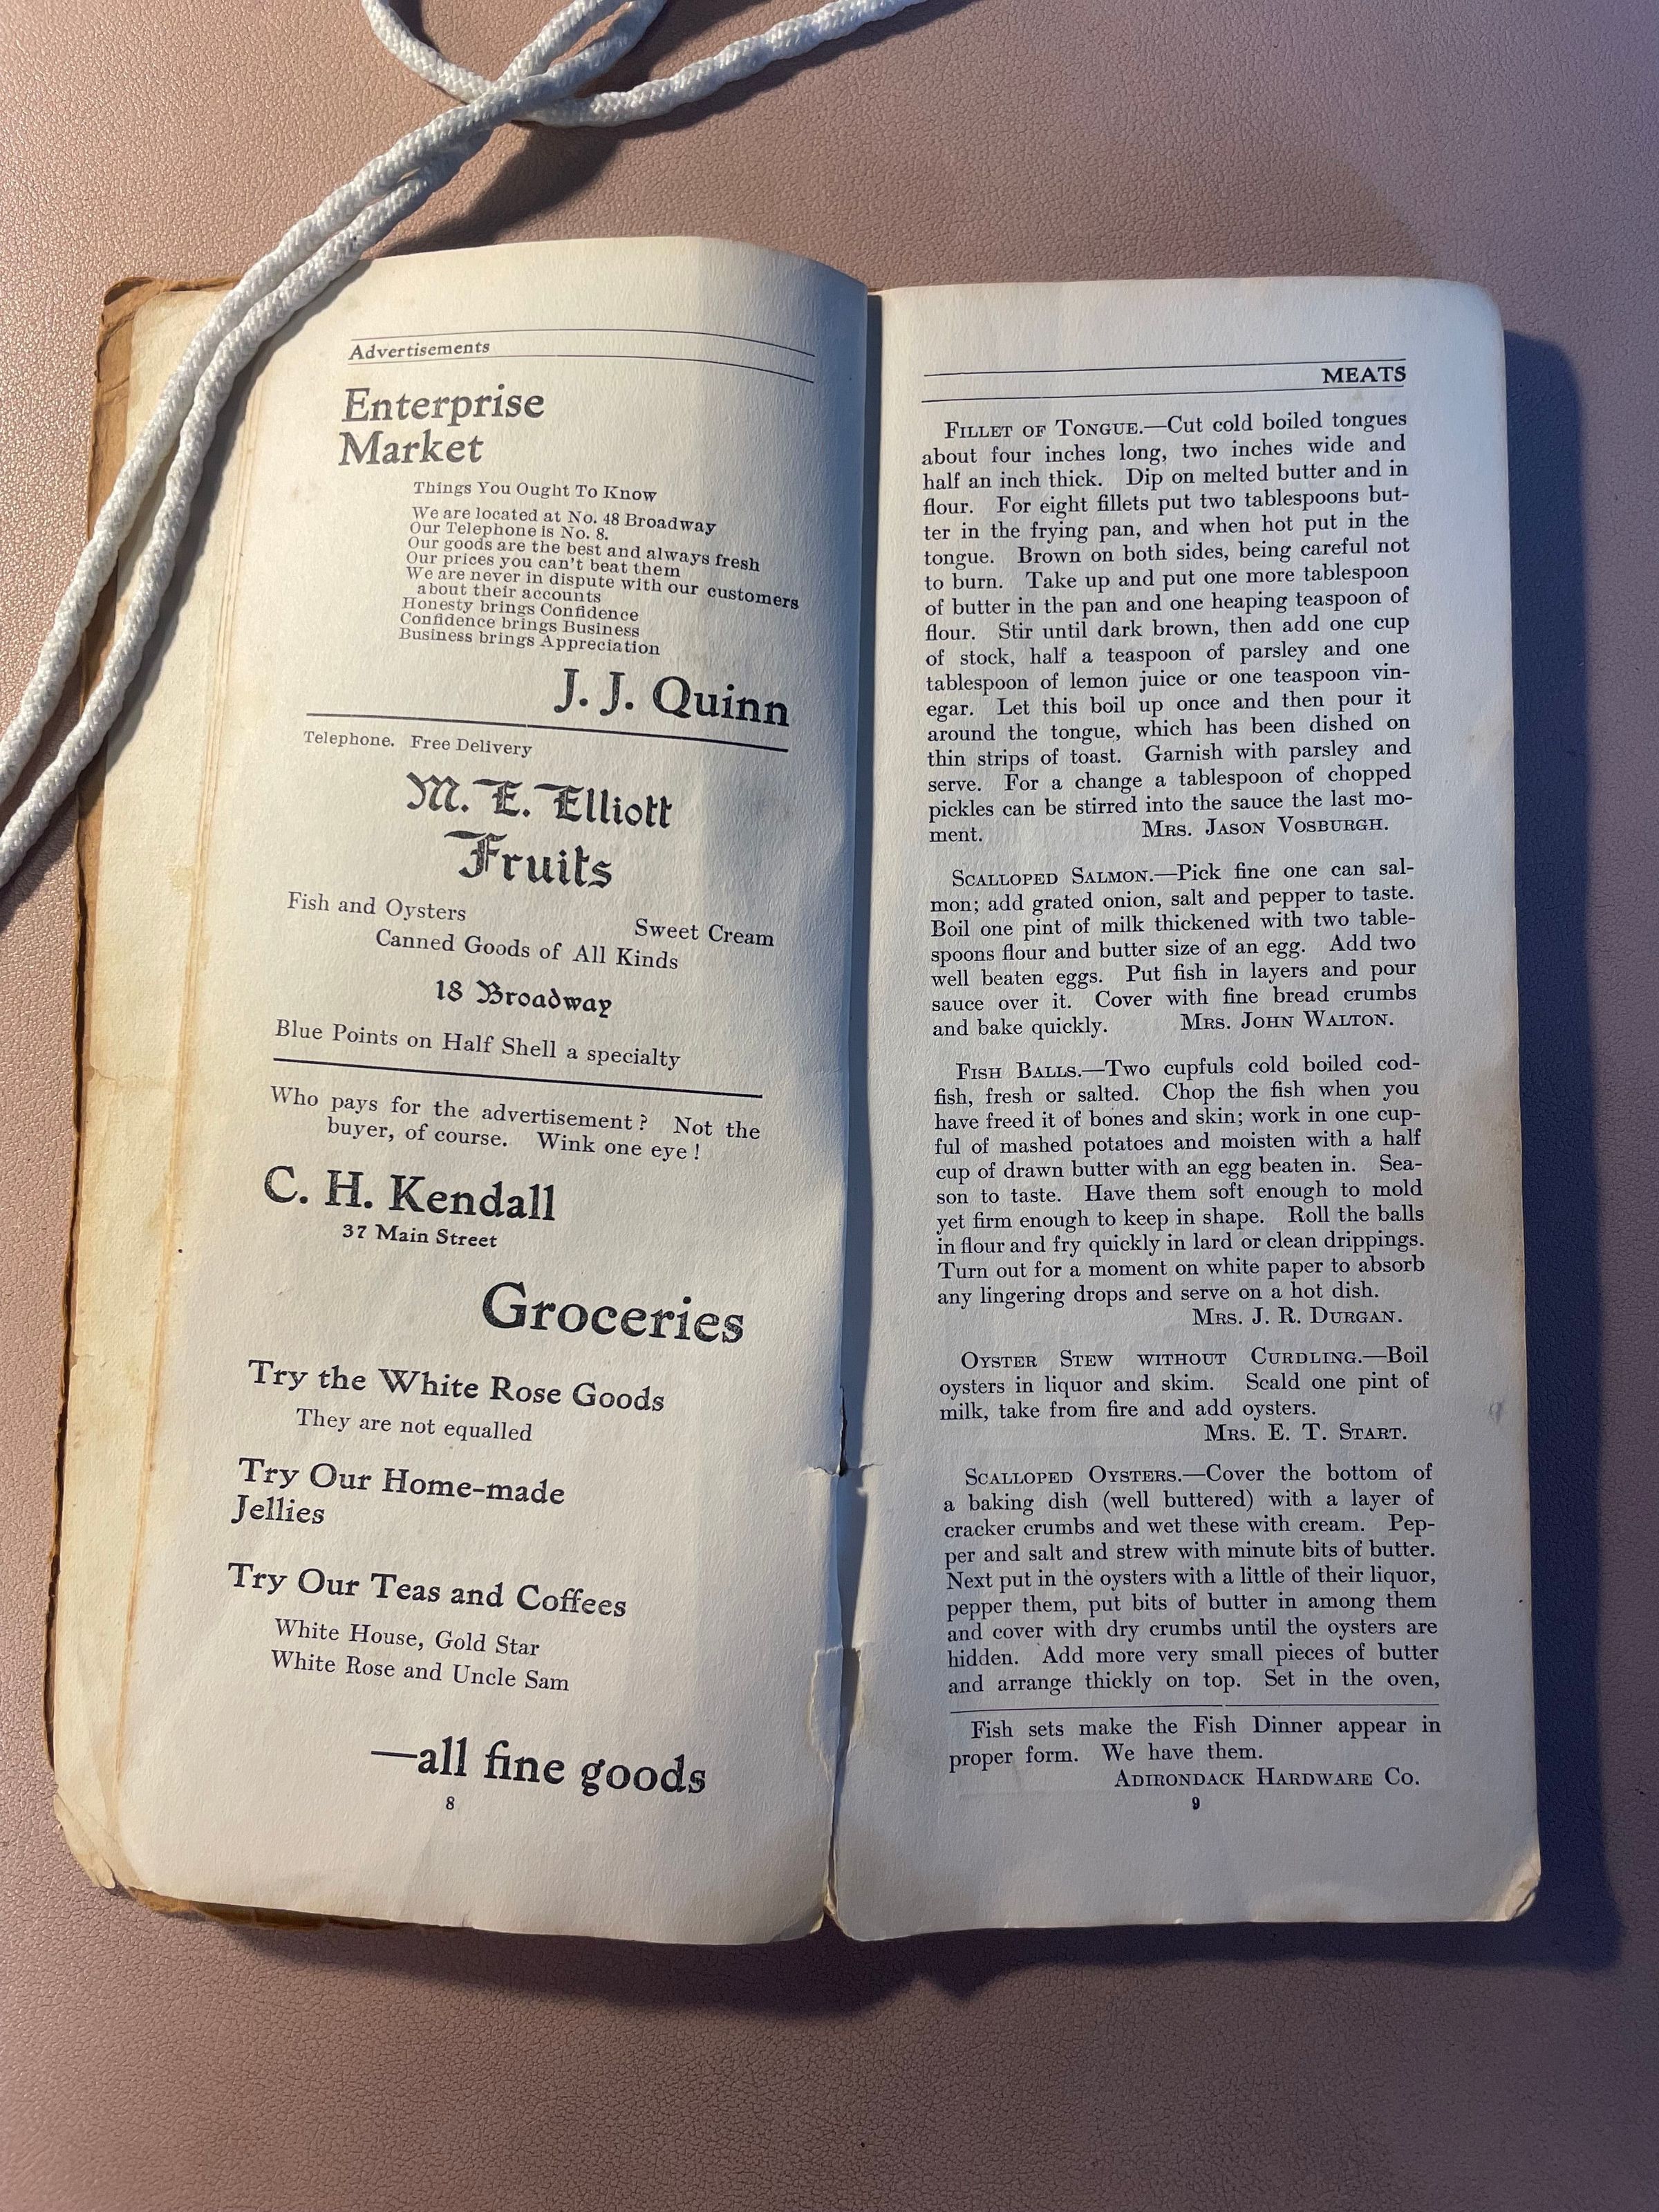 Advertisements
Enterprise
Market
Things You Ought To Know
We are located at No. 48 Broadway
Our Telephone is No. 8.
Our goods are the best and always fresh
Our prices you can't beat them
We are never in dispute with our customers
about their accounts
Honesty brings Confidence
Confidence brings Business
Business brings Appreciation
J. J. Quinn
Telephone. Free Delivery
M. E. Elliott
Fruits
Fish and Oysters
Sweet Cream
Canned Goods of All Kinds
18 Broadway
Blue Points on Half Shell a specialty
Who pays for the advertisement? Not the
buyer, of course. Wink one eye!
C. H. Kendall
37 Main Street
Groceries
Try the White Rose Goods
They are not equalled
Try Our Home-made
Jellies
Try Our Teas and Coffees
White House, Gold Star
White Rose and Uncle Sam
—all fine goods
8
MEATS
FILLET OF TONGUE.—Cut cold boiled tongues
about four inches long, two inches wide and
half an inch thick. Dip on melted butter and in
flour. For eight fillets put two tablespoons but-
ter in the frying pan, and when hot put in the
tongue. Brown on both sides, being careful not
to burn. Take up and put one more tablespoon
of butter in the pan and one heaping teaspoon of
flour. Stir until dark brown, then add one cup
of stock, half a teaspoon of parsley and one
tablespoon of lemon juice or one teaspoon vin-
egar. Let this boil up once and then pour it
around the tongue, which has been dished on
thin strips of toast. Garnish with parsley and
serve. For a change a tablespoon of chopped
pickles can be stirred into the sauce the last mo-
ment. MRS. JASON VOSBURGH.
SCALLOPED SALMON.—Pick fine one can sal-
mon; add grated onion, salt and pepper to taste.
Boil one pint of milk thickened with two table-
spoons flour and butter size of an egg. Add two
well beaten eggs. Put fish in layers and pour
sauce over it. Cover with fine bread crumbs
and bake quickly. MRS. JOHN WALTON.
FISH BALLS.—Two cupfuls cold boiled cod-
fish, fresh or salted. Chop the fish when you
have freed it of bones and skin; work in one cup-
ful of mashed potatoes and moisten with a half
cup of drawn butter with an egg beaten in. Sea-
son to taste. Have them soft enough to mold
yet firm enough to keep in shape. Roll the balls
in flour and fry quickly in lard or clean drippings.
Turn out for a moment on white paper to absorb
any lingering drops and serve on a hot dish.
MRS. J. R. DURGAN.
OYSTER STEW WITHOUT CURDLING.—Boil
oysters in liquor and skim. Scald one pint of
milk, take from fire and add oysters.
MRS. E. T. START.
SCALLOPED OYSTERS.—Cover the bottom of
a baking dish (well buttered) with a layer of
cracker crumbs and wet these with cream. Pep-
per and salt and strew with minute bits of butter.
Next put in the oysters with a little of their liquor,
pepper them, put bits of butter in among them
and cover with dry crumbs until the oysters are
hidden. Add more very small pieces of butter
and arrange thickly on top. Set in the oven,
Fish sets make the Fish Dinner appear in
proper form. We have them.
ADIRONDACK HARDWARE CO.
9